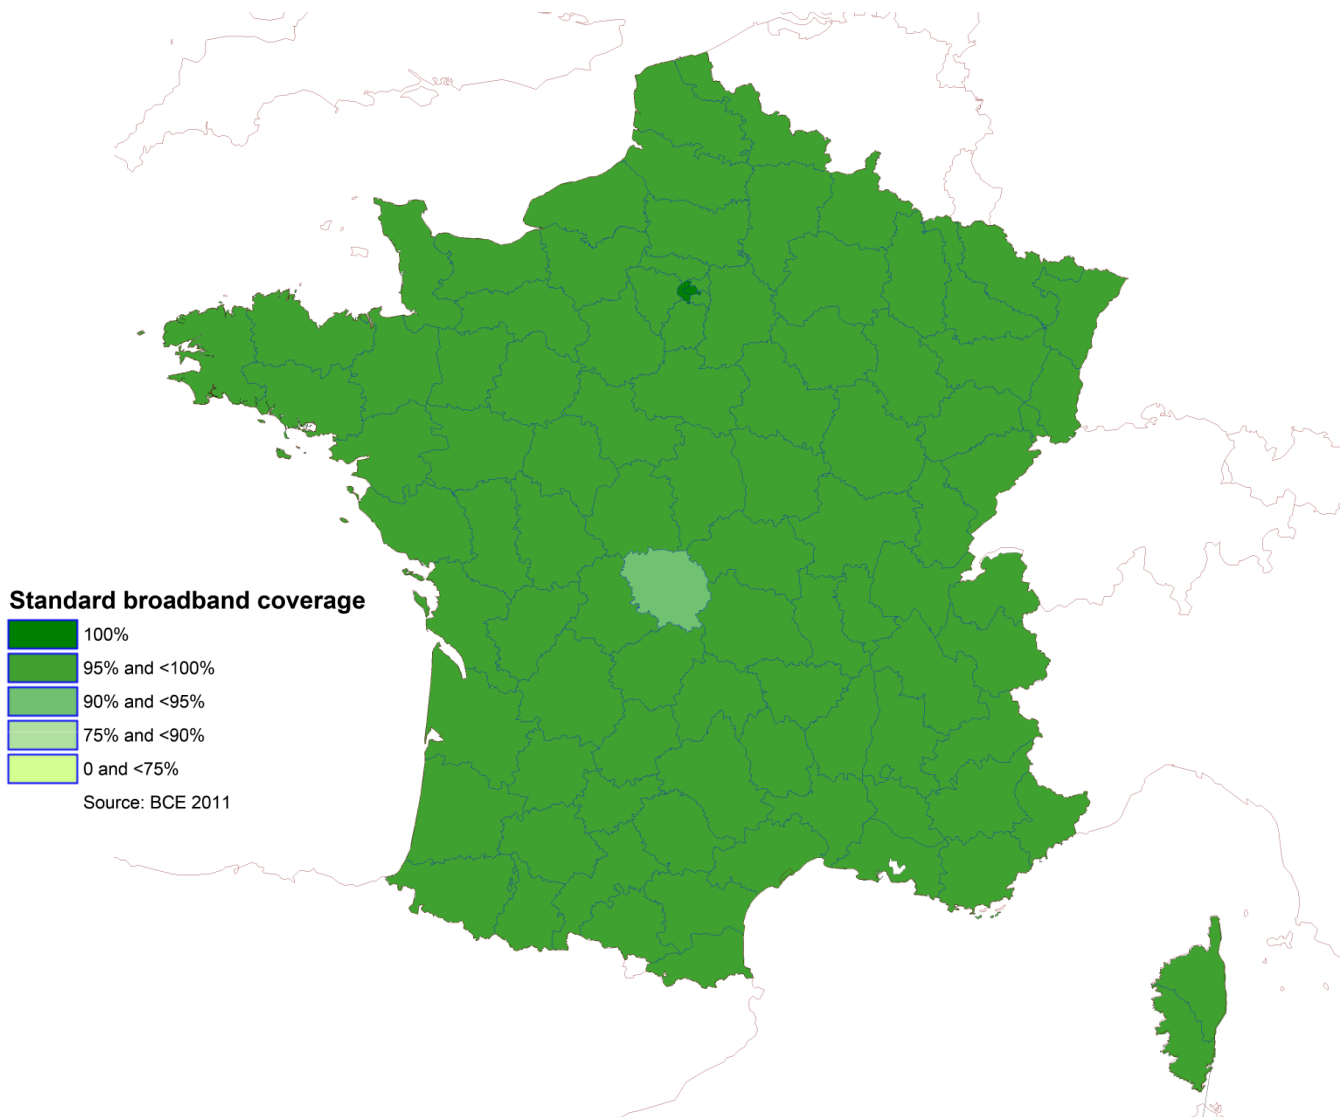 Standard broadband coverage
100%
95% and <100%
90% and <95%
75% and <90%
0 and <75%
Source: BCE 2011